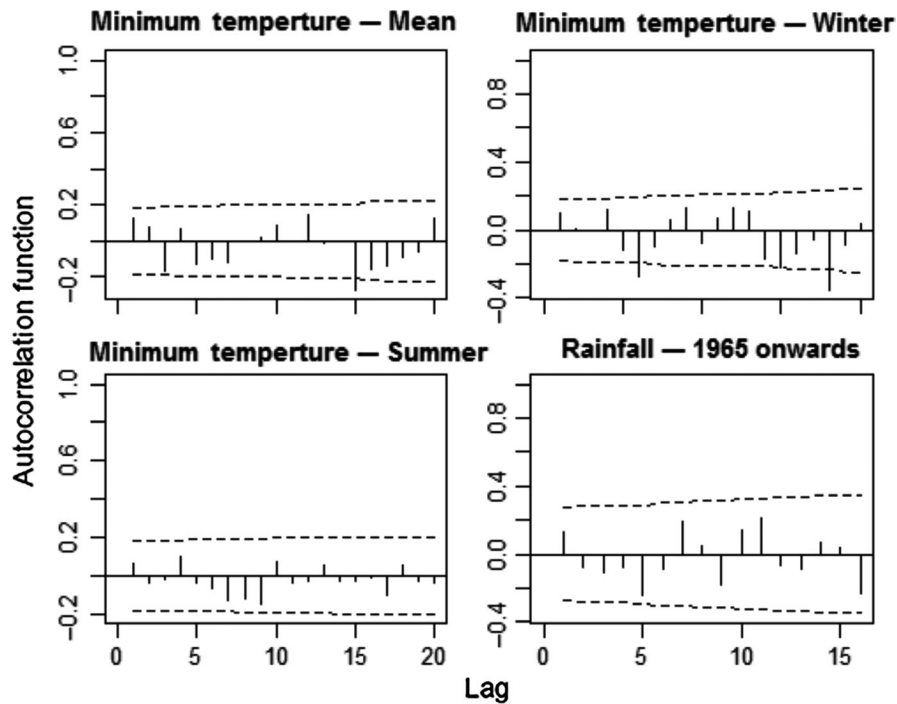 Minimum temperture — Mean
Minimum temperture — Winter
1.0
0.6
0.2
−0.2
0.8
0.4
0.0
−0.4
Minimum temperture — Summer
Rainfall — 1965 onwards
1.0
0.6
0.2
−0.2
0.8
0.4
0.0
−0.4
0 5 10 15 20
0 5 10 15
Autocorrelation function
Lag